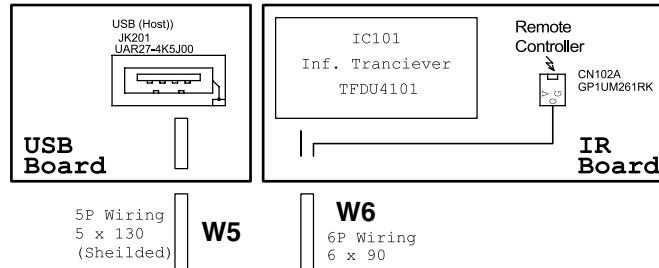 USB (Host))
JK201
UAR27-4K5J00
USB
Board
IC101
Inf. Tranciever
TFDU4101
Remote
Controller
CN102A
GP1UM261RK
V
O G
IR
Board
5P Wiring
5 x 130
(Sheilded)
W5
W6
6P Wiring
6 x 90